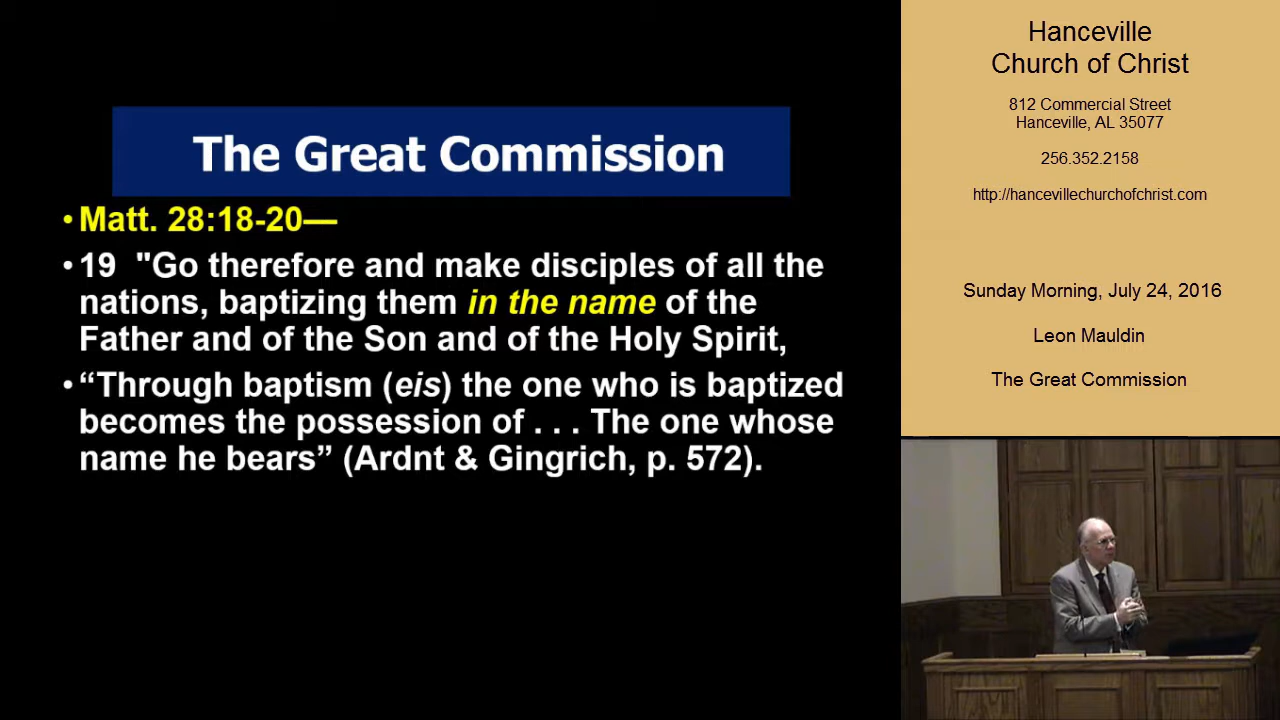 The Great Commission
•Matt. 28:18-20—
•19 "Go therefore and make disciples of all the
nations, baptizing them in the name of the
Father and of the Son and of the Holy Spirit,
•“Through baptism (eis) the one who is baptized
becomes the possession of . . . The one whose
name he bears” (Ardnt & Gingrich, p. 572).
Hanceville
Church of Christ
812 Commercial Street
Hanceville, AL 35077
256.352.2158
http://hancevillechurchofchrist.com
Sunday Morning, July 24, 2016
Leon Mauldin
The Great Commission